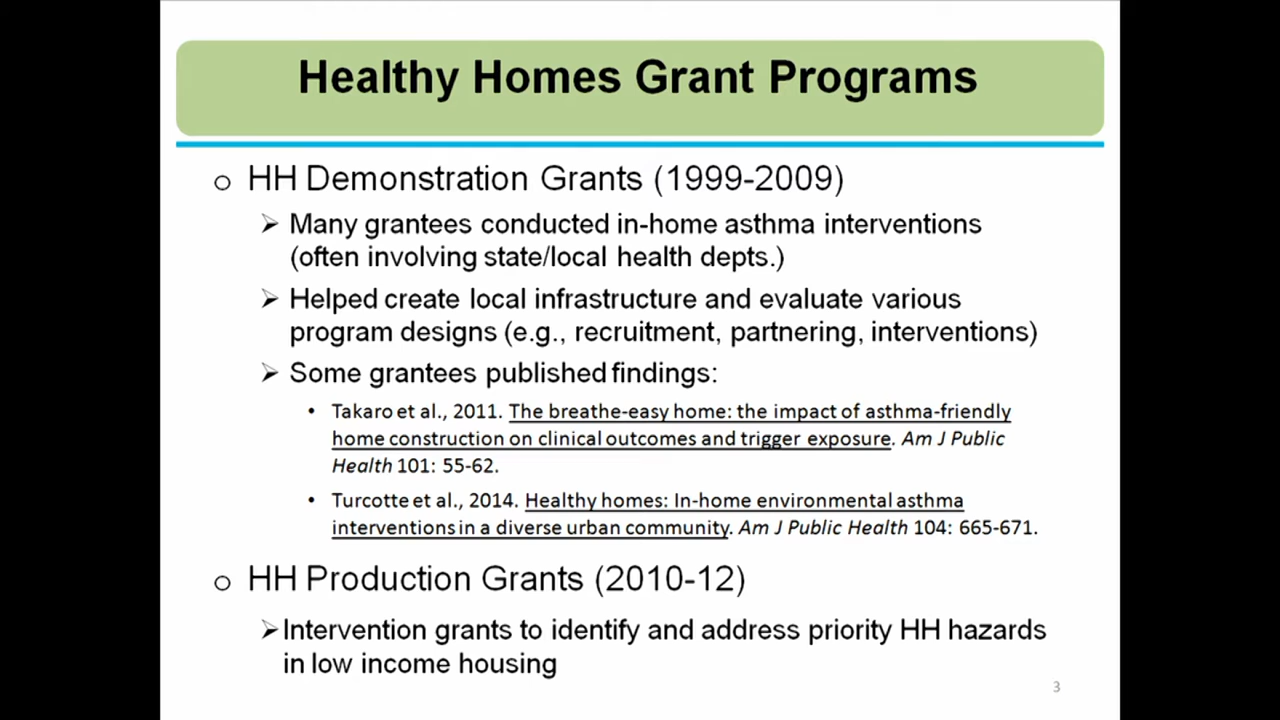 Healthy Homes Grant Programs
o HH Demonstration Grants (1999-2009)
➢ Many grantees conducted in-home asthma interventions
(often involving state/local health depts.)
➢ Helped create local infrastructure and evaluate various
program designs (e.g., recruitment, partnering, interventions)
➢ Some grantees published findings:
• Takaro et al., 2011. The breathe-easy home: the impact of asthma-friendly
home construction on clinical outcomes and trigger exposure. Am J Public
Health 101: 55-62.
• Turcotte et al., 2014. Healthy homes: In-home environmental asthma
interventions in a diverse urban community. Am J Public Health 104: 665-671.
o HH Production Grants (2010-12)
➢ Intervention grants to identify and address priority HH hazards
in low income housing
3